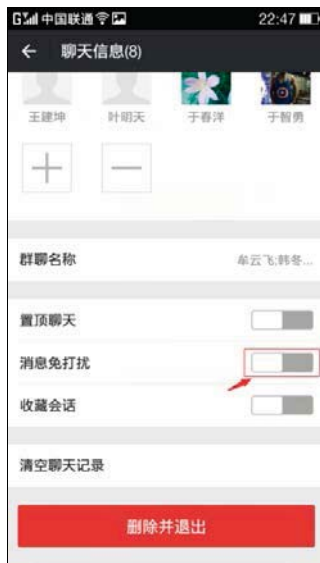 G 中国联通 22:47
聊天信息(8)
王建坤 叶明天 于春洋 于智勇
群聊名称 牟云飞;韩冬...
置顶聊天
消息免打扰
收藏会话
清空聊天记录
删除并退出